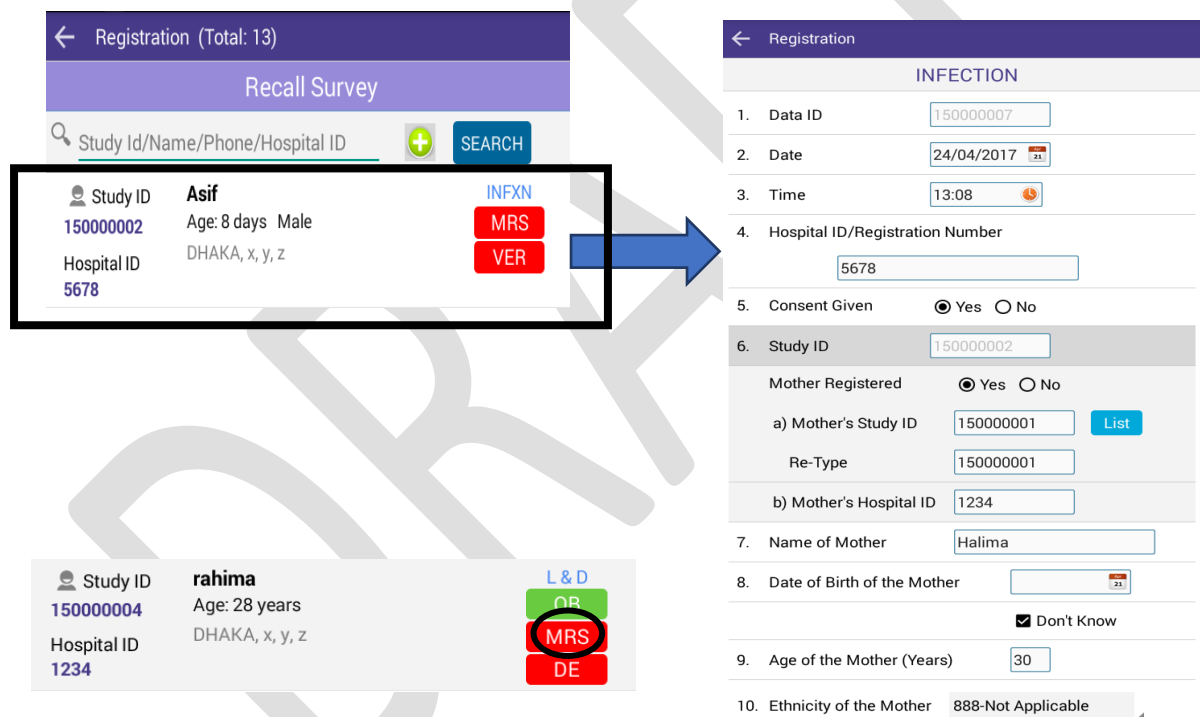 Registration (Total: 13)
Recall Survey
Study Id/Name/Phone/Hospital ID
SEARCH
Study ID
Asif
INFXN
150000002
Age: 8 days Male
MRS
Hospital ID
DHAKA, x, y, z
VER
5678
Study ID
rahima
L & D
150000004
Age: 28 years
OB
Hospital ID
DHAKA, x, y, z
MRS
1234
DE
Registration
INFECTION
1. Data ID 150000007
2. Date 24/04/2017
3. Time 13:08
4. Hospital ID/Registration Number
5678
5. Consent Given Yes No
6. Study ID 150000002
Mother Registered Yes No
a) Mother's Study ID 150000001 List
Re-Type 150000001
b) Mother's Hospital ID 1234
7. Name of Mother Halima
8. Date of Birth of the Mother
Don't Know
9. Age of the Mother (Years) 30
10. Ethnicity of the Mother 888-Not Applicable